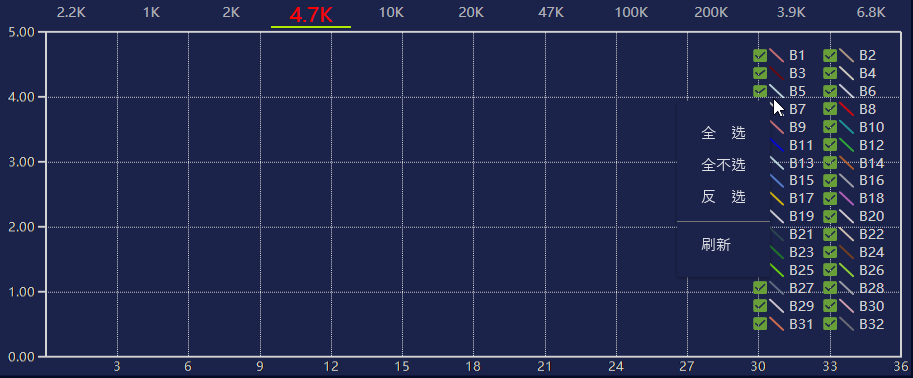 2.2K 1K 2K 4.7K 10K 20K 47K 100K 200K 3.9K 6.8K
5.00
B1 B2
B3 B4
B5 B6
4.00
B7 B8
B9 B10
全 选
B11 B12
全不选
3.00
B13 B14
B15 B16
反 选
B17 B18
B19 B20
2.00
B21 B22
刷新
B23 B24
B25 B26
B27 B28
1.00
B29 B30
B31 B32
0.00
3 6 9 12 15 18 21 24 27 30 33 36